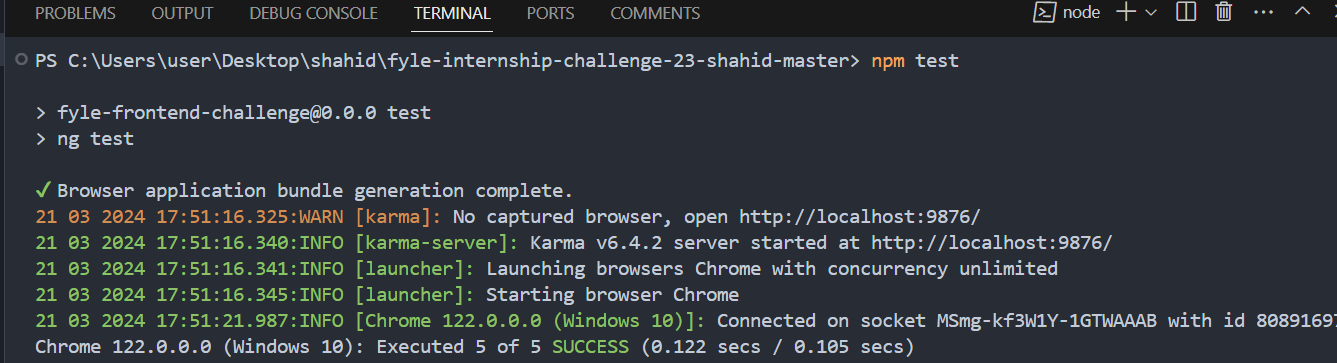 PROBLEMS OUTPUT DEBUG CONSOLE TERMINAL PORTS COMMENTS node
PS C:\Users\user\Desktop\shahid\fyle-internship-challenge-23-shahid-master> npm test
> fyle-frontend-challenge@0.0.0 test
> ng test
✓ Browser application bundle generation complete.
21 03 2024 17:51:16.325:WARN [karma]: No captured browser, open http://localhost:9876/
21 03 2024 17:51:16.340:INFO [karma-server]: Karma v6.4.2 server started at http://localhost:9876/
21 03 2024 17:51:16.341:INFO [launcher]: Launching browsers Chrome with concurrency unlimited
21 03 2024 17:51:16.345:INFO [launcher]: Starting browser Chrome
21 03 2024 17:51:21.987:INFO [Chrome 122.0.0.0 (Windows 10)]: Connected on socket MSmg-kf3W1Y-1GTWAAAB with id 8089169
Chrome 122.0.0.0 (Windows 10): Executed 5 of 5 SUCCESS (0.122 secs / 0.105 secs)